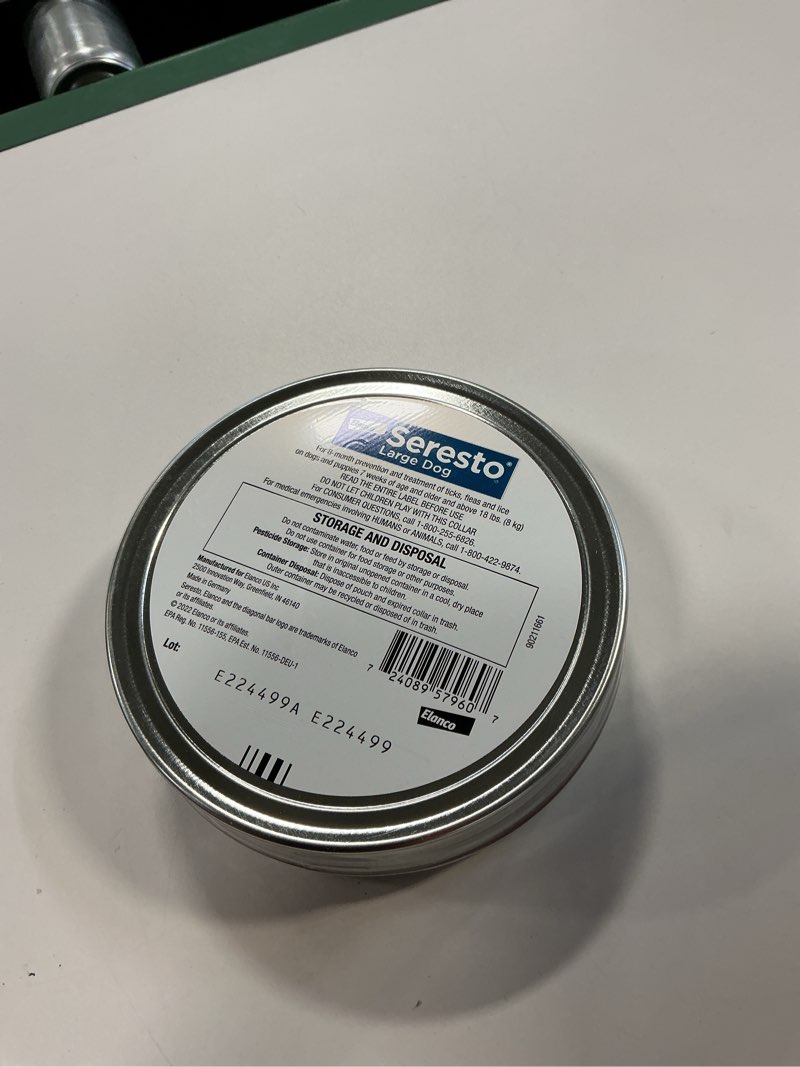 Seresto®
Large Dog
For 8-month prevention and treatment of ticks, fleas and lice
on dogs and puppies 7 weeks of age and older and above 18 lbs. (8 kg)
READ THE ENTIRE LABEL BEFORE USE
DO NOT LET CHILDREN PLAY WITH THIS COLLAR
For CONSUMER QUESTIONS, call 1-800-255-6826.
For medical emergencies involving HUMANS or ANIMALS, call 1-800-422-9874.
STORAGE AND DISPOSAL
Do not contaminate water, food or feed by storage or disposal.
Do not use container for food storage or other purposes.
Pesticide Storage: Store in original unopened container in a cool, dry place
that is inaccessible to children.
Container Disposal: Dispose of pouch and expired collar in trash.
Outer container may be recycled or disposed of in trash.
Manufactured for Elanco US Inc
2500 Innovation Way, Greenfield, IN 46140
Made in Germany
Seresto, Elanco and the diagonal bar logo are trademarks of Elanco
or its affiliates.
© 2022 Elanco or its affiliates.
EPA Reg. No. 11556-155, EPA Est. No. 11556-DEU-1
90211661
Lot:
E224499A E224499
7 24089 57960 7
Elanco